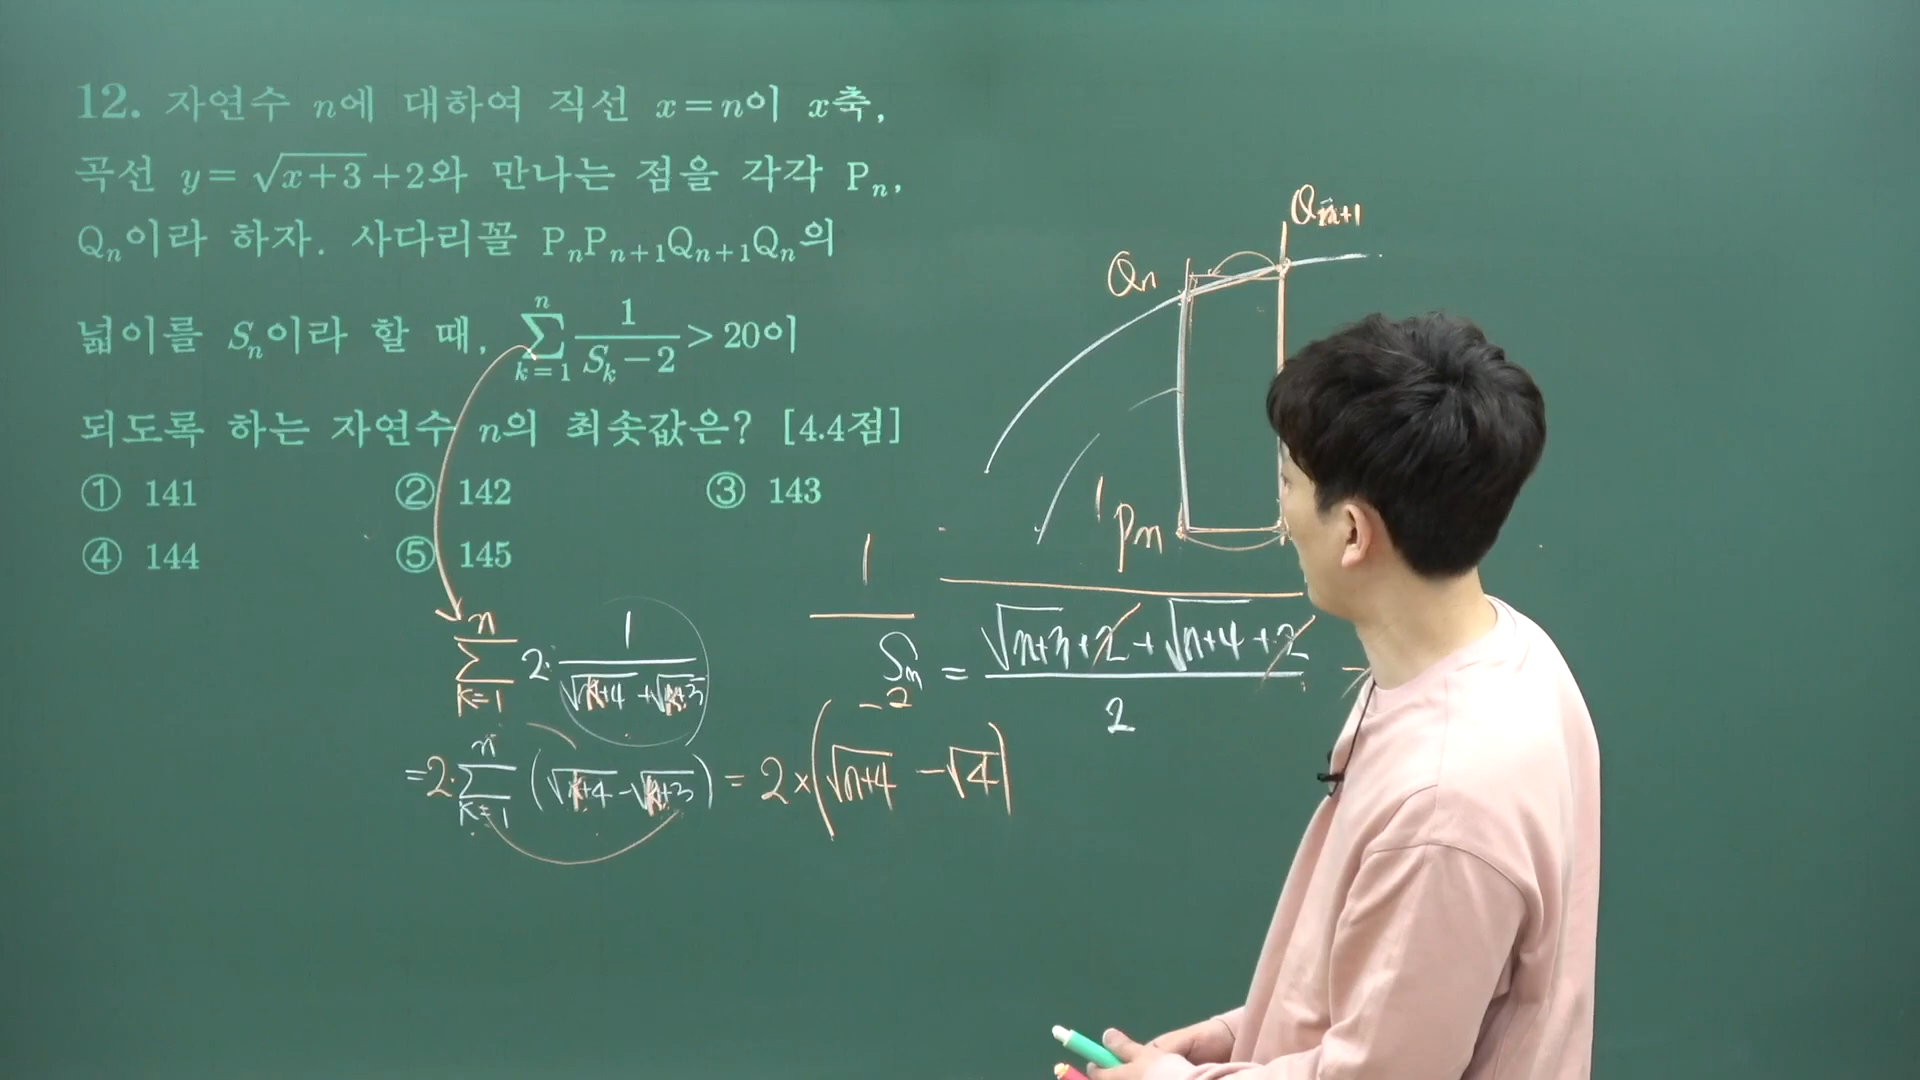 12. 자연수 n에 대하여 직선 x=n이 x축,
곡선 y=√(x+3)+2와 만나는 점을 각각 Pₙ,
Qₙ이라 하자. 사다리꼴 PₙPₙ₊₁Qₙ₊₁Qₙ의
넓이를 Sₙ이라 할 때, ∑_{k=1}^{n} 1/(Sₖ-2) > 20이
되도록 하는 자연수 n의 최솟값은? [4.4점]
① 141 ② 142 ③ 143
④ 144 ⑤ 145
Qₙ₊₁
Qₙ
Pₙ
1
1
Sₙ - 2 = (√(n+3)+2+√(n+4)+2)/2
∑_{k=1}^{n} 2·1/(√(k+4)+√(k+3))
=2·∑_{k=1}^{n}(√(k+4)-√(k+3)) = 2×(√(n+4)-√4)